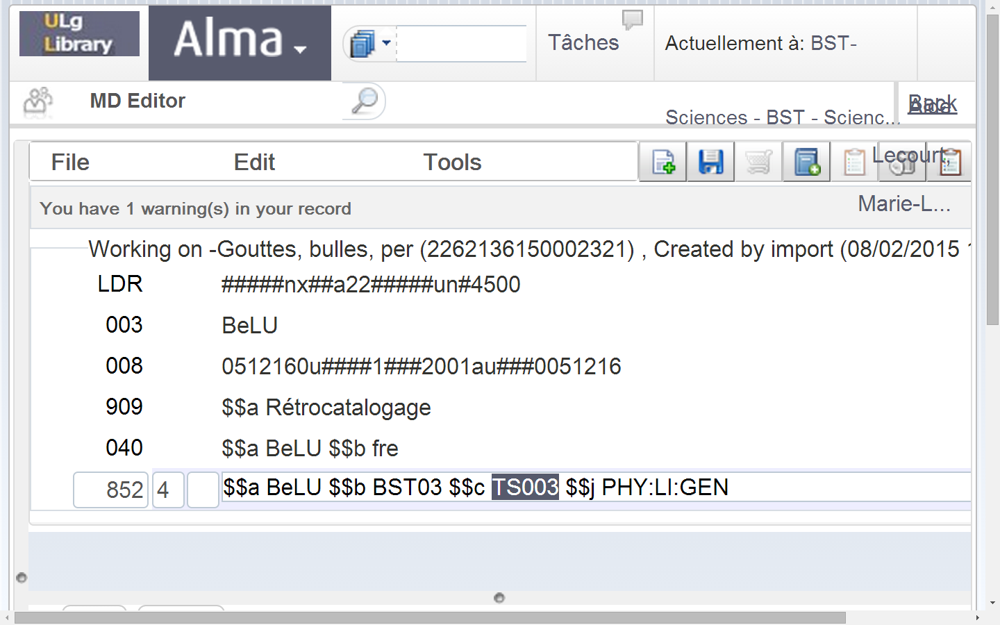 ULg
Library
Alma
Tâches
Actuellement à: BST-
Sciences - BST - Scienc...
MD Editor
Back
Aide
Lecourt,
Marie-L...
File Edit Tools
You have 1 warning(s) in your record
Working on -Gouttes, bulles, per (2262136150002321) , Created by import (08/02/2015
LDR #####nx##a22#####un#4500
003 BeLU
008 0512160u####1###2001au###0051216
909 $$a Rétrocatalogage
040 $$a BeLU $$b fre
852 4 $$a BeLU $$b BST03 $$c TS003 $$j PHY:LI:GEN